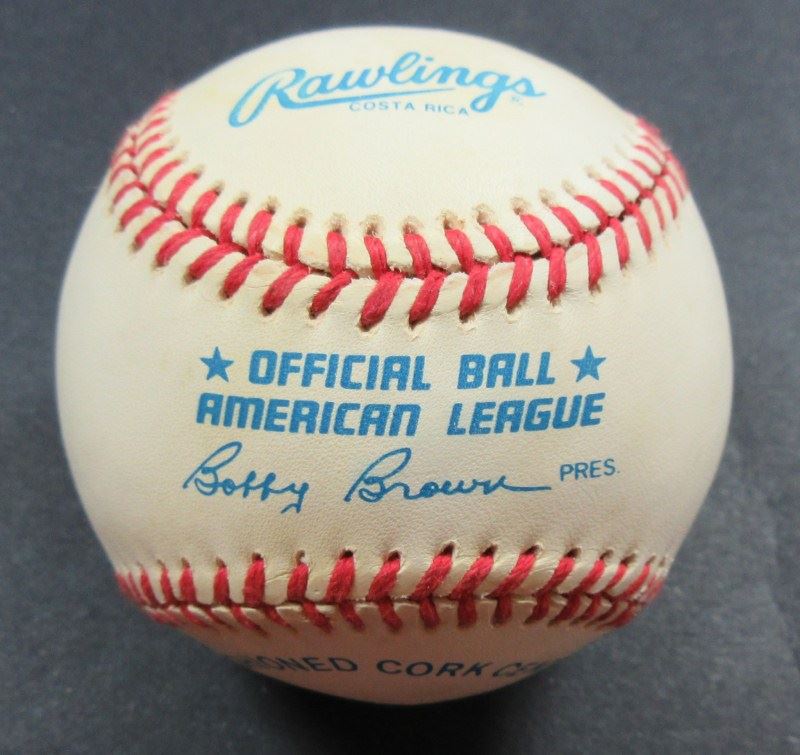 Rawlings®
COSTA RICA
★ OFFICIAL BALL ★
AMERICAN LEAGUE
Bobby Brown PRES.
CORK